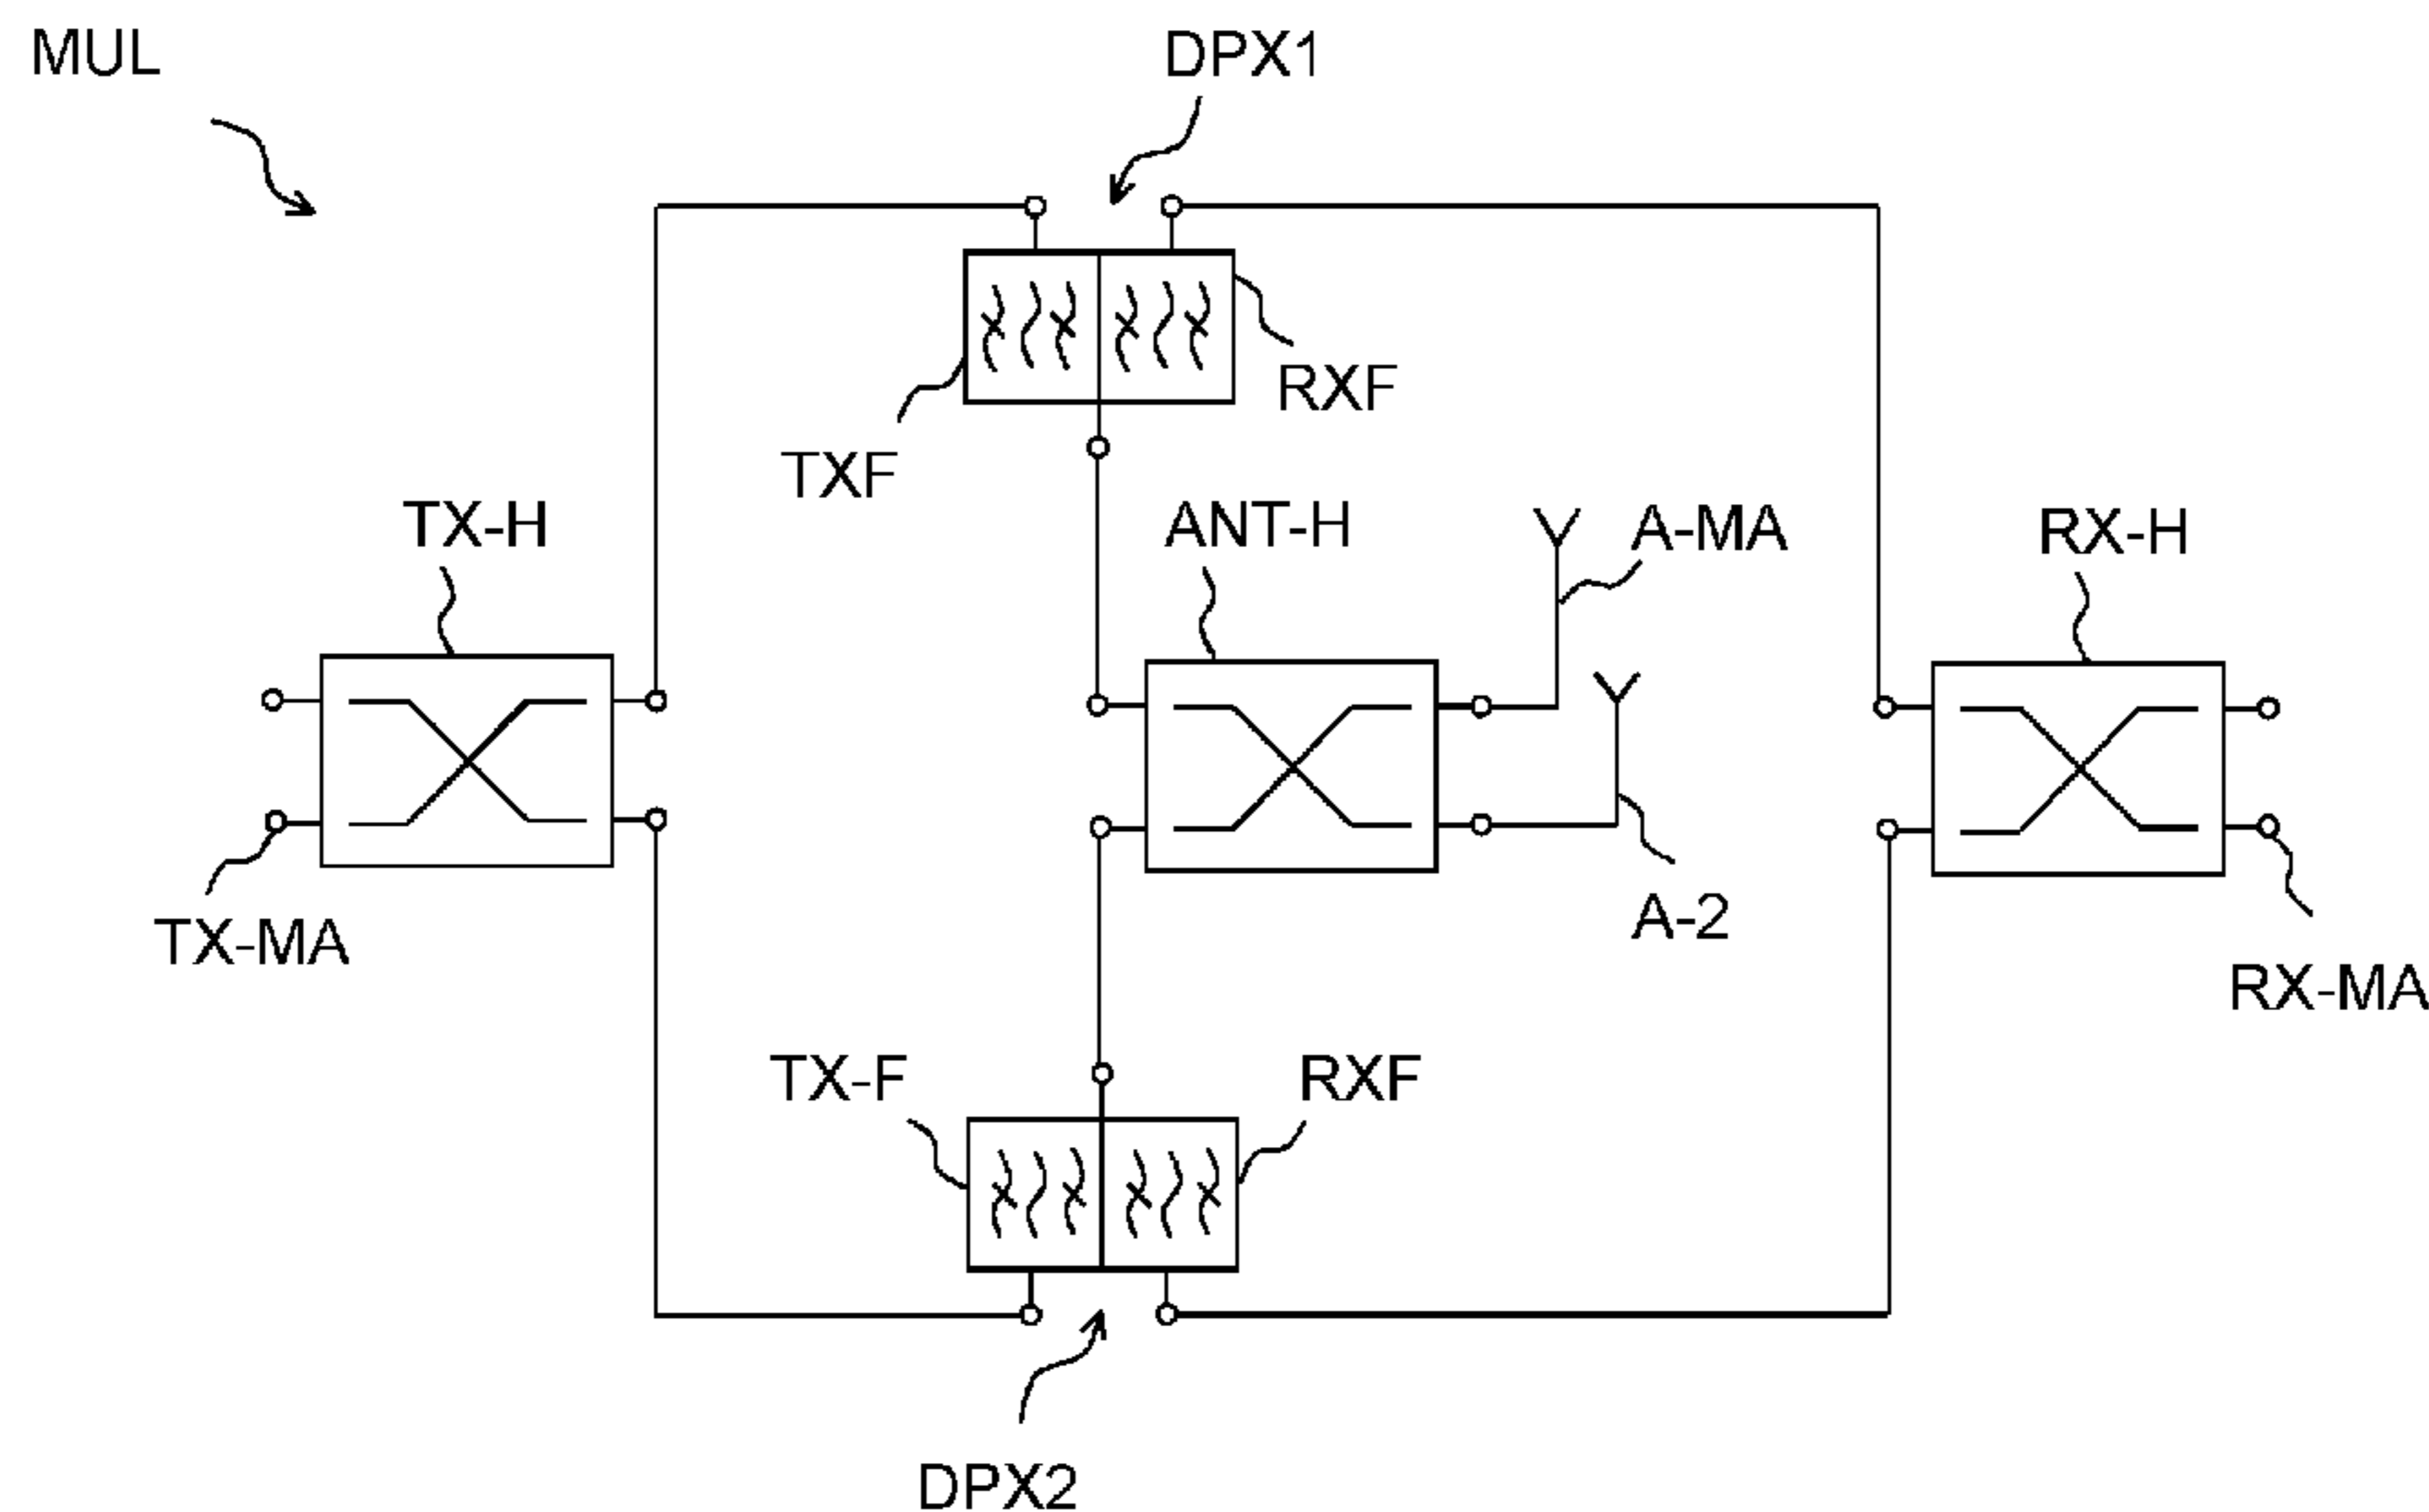 MUL
DPX1
RXF
TXF
TX-H
ANT-H
A-MA
RX-H
A-2
TX-MA
RX-MA
TX-F
RXF
DPX2